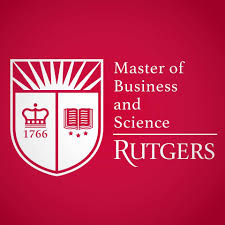 1766
Master of
Business
and
Science
RUTGERS